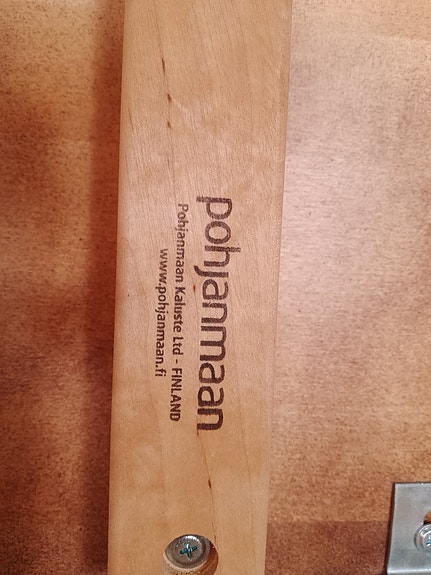 pohjanmaan
Pohjanmaan Kaluste Ltd - FINLAND
www.pohjanmaan.fi